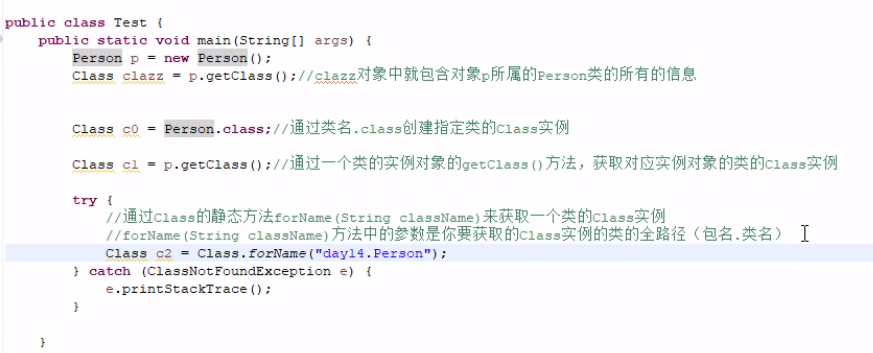 public class Test {
public static void main(String[] args) {
Person p = new Person();
Class clazz = p.getClass();//clazz对象中就包含对象p所属的Person类的所有的信息
Class c0 = Person.class;//通过类名.class创建指定类的Class实例
Class c1 = p.getClass();//通过一个类的实例对象的getClass()方法，获取对应实例对象的类的Class实例
try {
//通过Class的静态方法forName(String className)来获取一个类的Class实例
//forName(String className)方法中的参数是你要获取的Class实例的类的全路径（包名.类名）
Class c2 = Class.forName("day14.Person");
} catch (ClassNotFoundException e) {
e.printStackTrace();
}
}